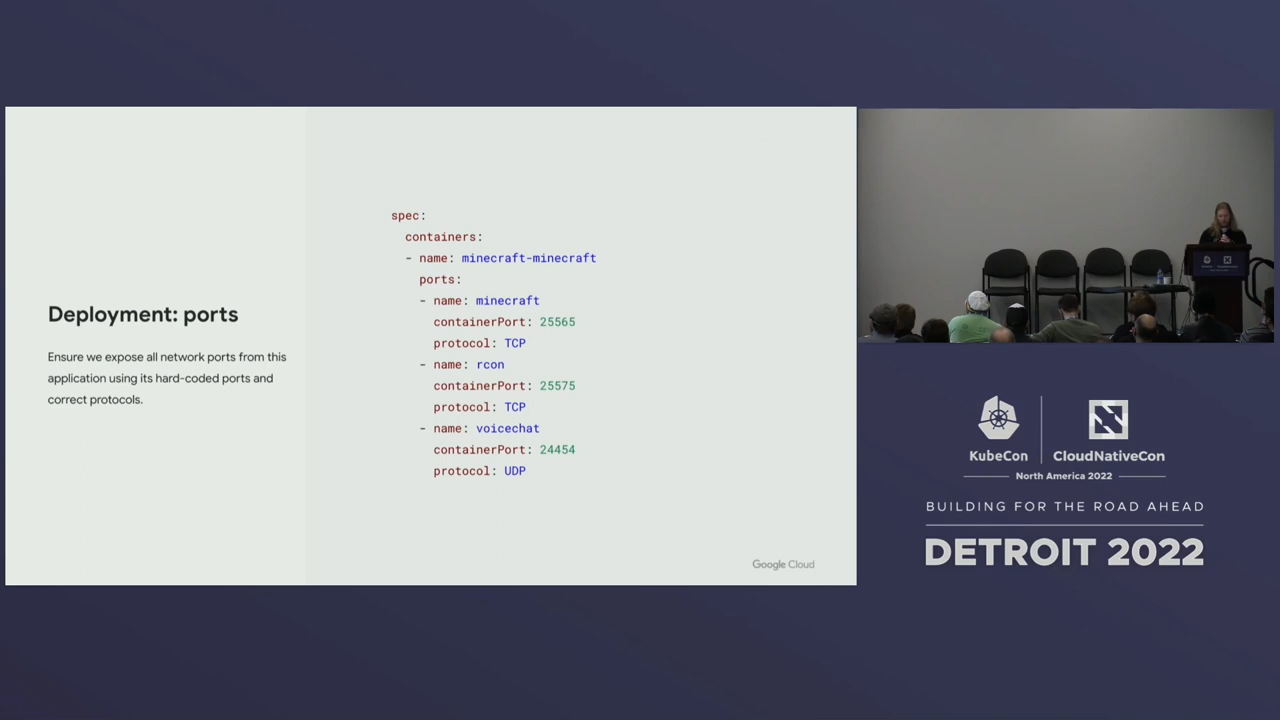 Deployment: ports
Ensure we expose all network ports from this
application using its hard-coded ports and
correct protocols.
spec:
containers:
- name: minecraft-minecraft
ports:
- name: minecraft
containerPort: 25565
protocol: TCP
- name: rcon
containerPort: 25575
protocol: TCP
- name: voicechat
containerPort: 24454
protocol: UDP
Google Cloud
KubeCon
CloudNativeCon
North America 2022
BUILDING FOR THE ROAD AHEAD
DETROIT 2022